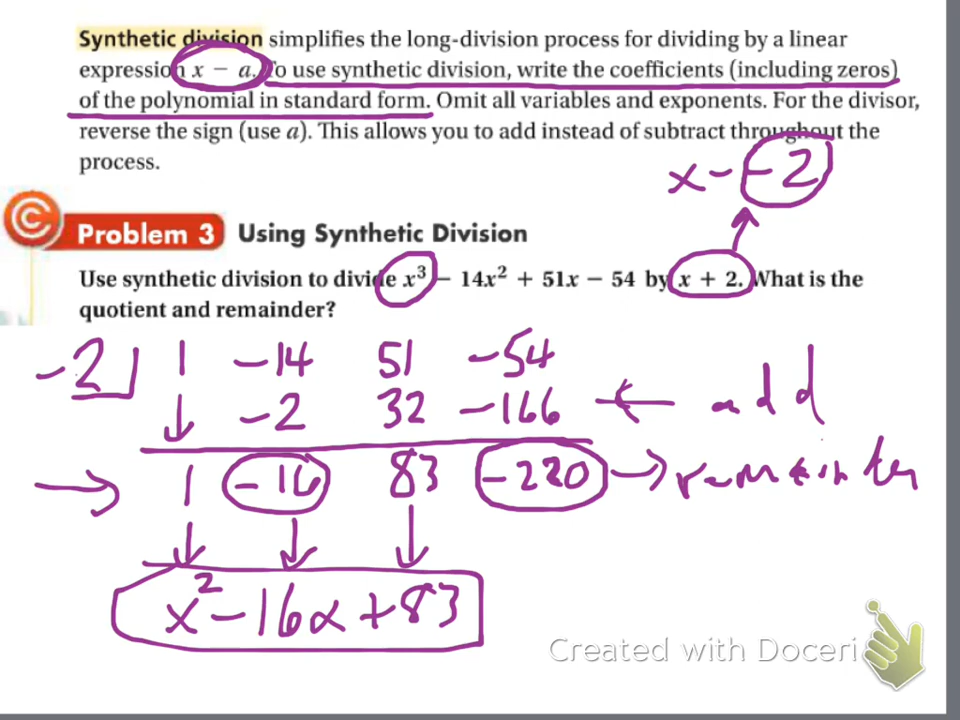 Synthetic division simplifies the long-division process for dividing by a linear
expression x − a. To use synthetic division, write the coefficients (including zeros)
of the polynomial in standard form. Omit all variables and exponents. For the divisor,
reverse the sign (use a). This allows you to add instead of subtract throughout the
process.
x--2
C
Problem 3 Using Synthetic Division
Use synthetic division to divide x³ − 14x² + 51x − 54 by x + 2. What is the
quotient and remainder?
-2 1 -14 51 -54
↓ -2 32 -166 ← add
→ 1 -16 83 -220 → remainder
x²-16x+83
Created with Doceri